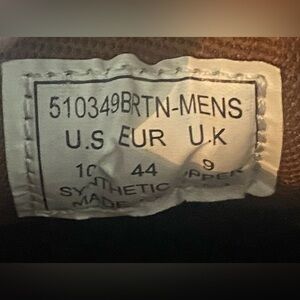 510349BRTN-MENS
U.S EUR U.K
10 44 9
SYNTHETIC UPPER
MADE